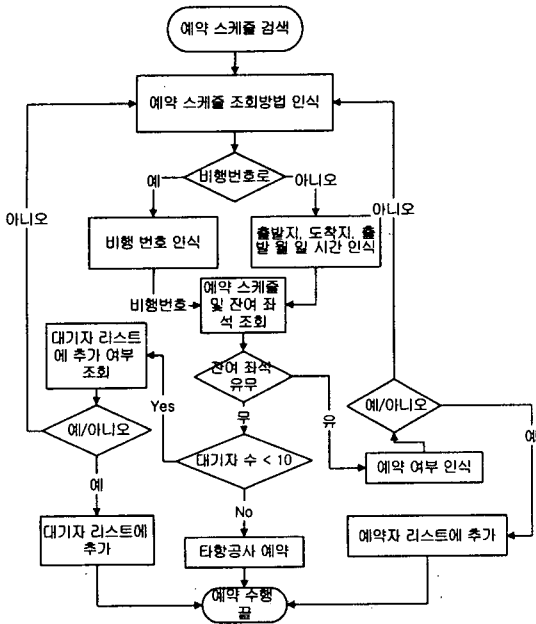 예약 스케쥴 검색
예약 스케쥴 조회방법 인식
비행번호로
예
아니오
아니오
아니오
비행 번호 인식
출발지, 도착지, 출
발 월 일 시간 인식
비행번호
예약 스케쥴
및 잔여 좌
석 조회
대기자 리스트
에 추가 여부
조회
잔여 좌석
유무
Yes
무
유
예/아니오
예/아니오
예
대기자 수 < 10
예약 여부 인식
예
No
대기자 리스트에
추가
타항공사 예약
예약자 리스트에 추가
예약 수행
끝